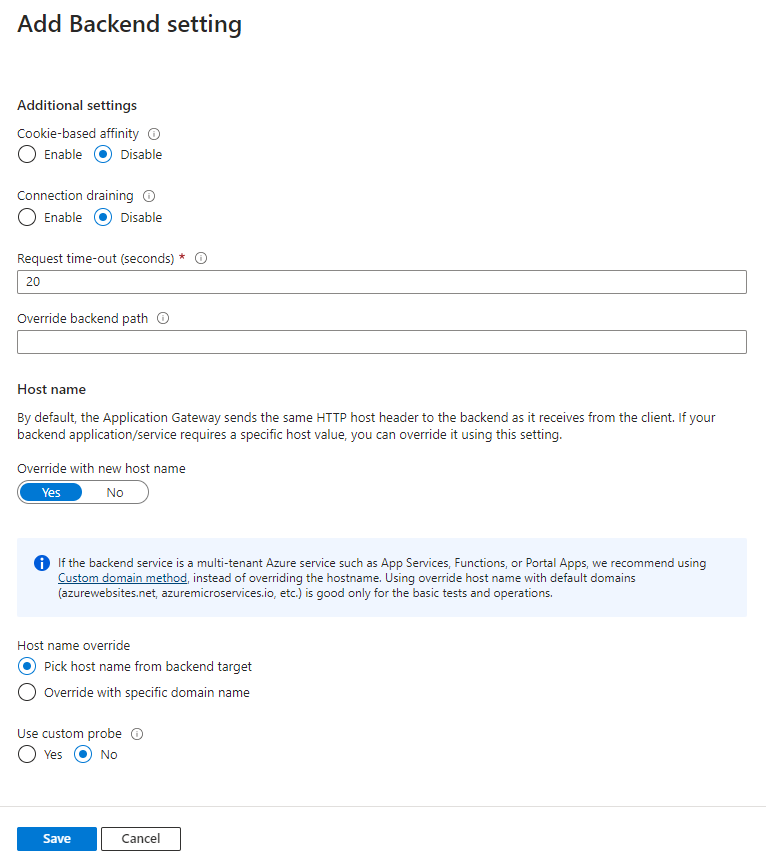 Add Backend setting
Additional settings
Cookie-based affinity
Enable Disable
Connection draining
Enable Disable
Request time-out (seconds) *
20
Override backend path
Host name
By default, the Application Gateway sends the same HTTP host header to the backend as it receives from the client. If your
backend application/service requires a specific host value, you can override it using this setting.
Override with new host name
Yes No
If the backend service is a multi-tenant Azure service such as App Services, Functions, or Portal Apps, we recommend using
Custom domain method, instead of overriding the hostname. Using override host name with default domains
(azurewebsites.net, azuremicroservices.io, etc.) is good only for the basic tests and operations.
Host name override
Pick host name from backend target
Override with specific domain name
Use custom probe
Yes No
Save Cancel